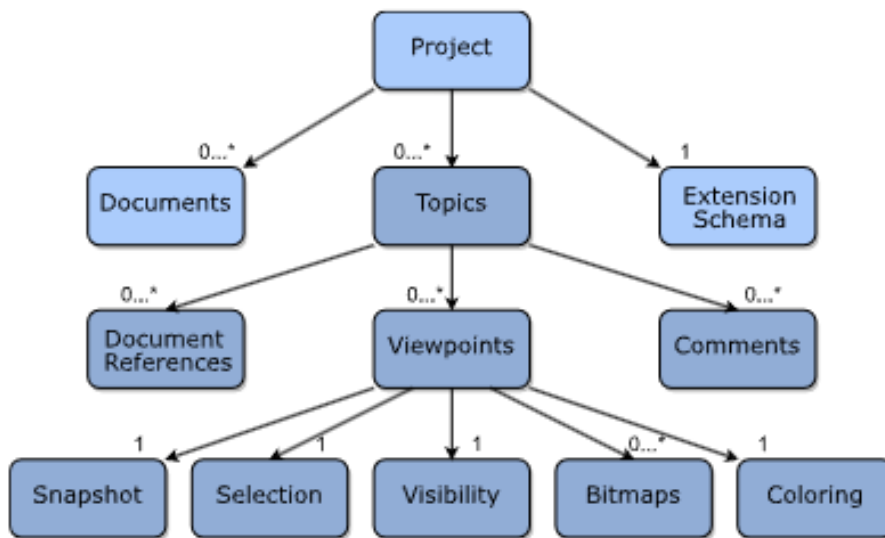 Project
0...*
0...*
1
Documents
Topics
Extension
Schema
0...*
0...*
0...*
Document
References
Viewpoints
Comments
1
1
1
0...*
1
Snapshot
Selection
Visibility
Bitmaps
Coloring